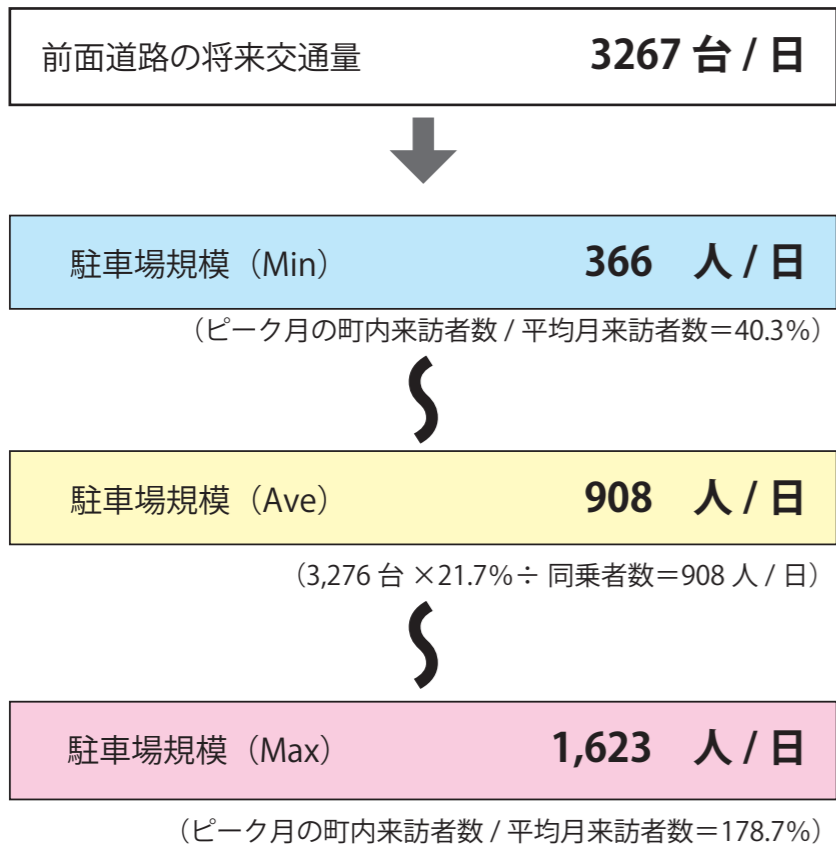 前面道路の将来交通量 3267 台 / 日
駐車場規模（Min） 366 人 / 日
（ピーク月の町内来訪者数 / 平均月来訪者数＝40.3%）
駐車場規模（Ave） 908 人 / 日
（3,276 台 ×21.7%÷ 同乗者数＝908 人 / 日）
駐車場規模（Max） 1,623 人 / 日
（ピーク月の町内来訪者数 / 平均月来訪者数＝178.7%）